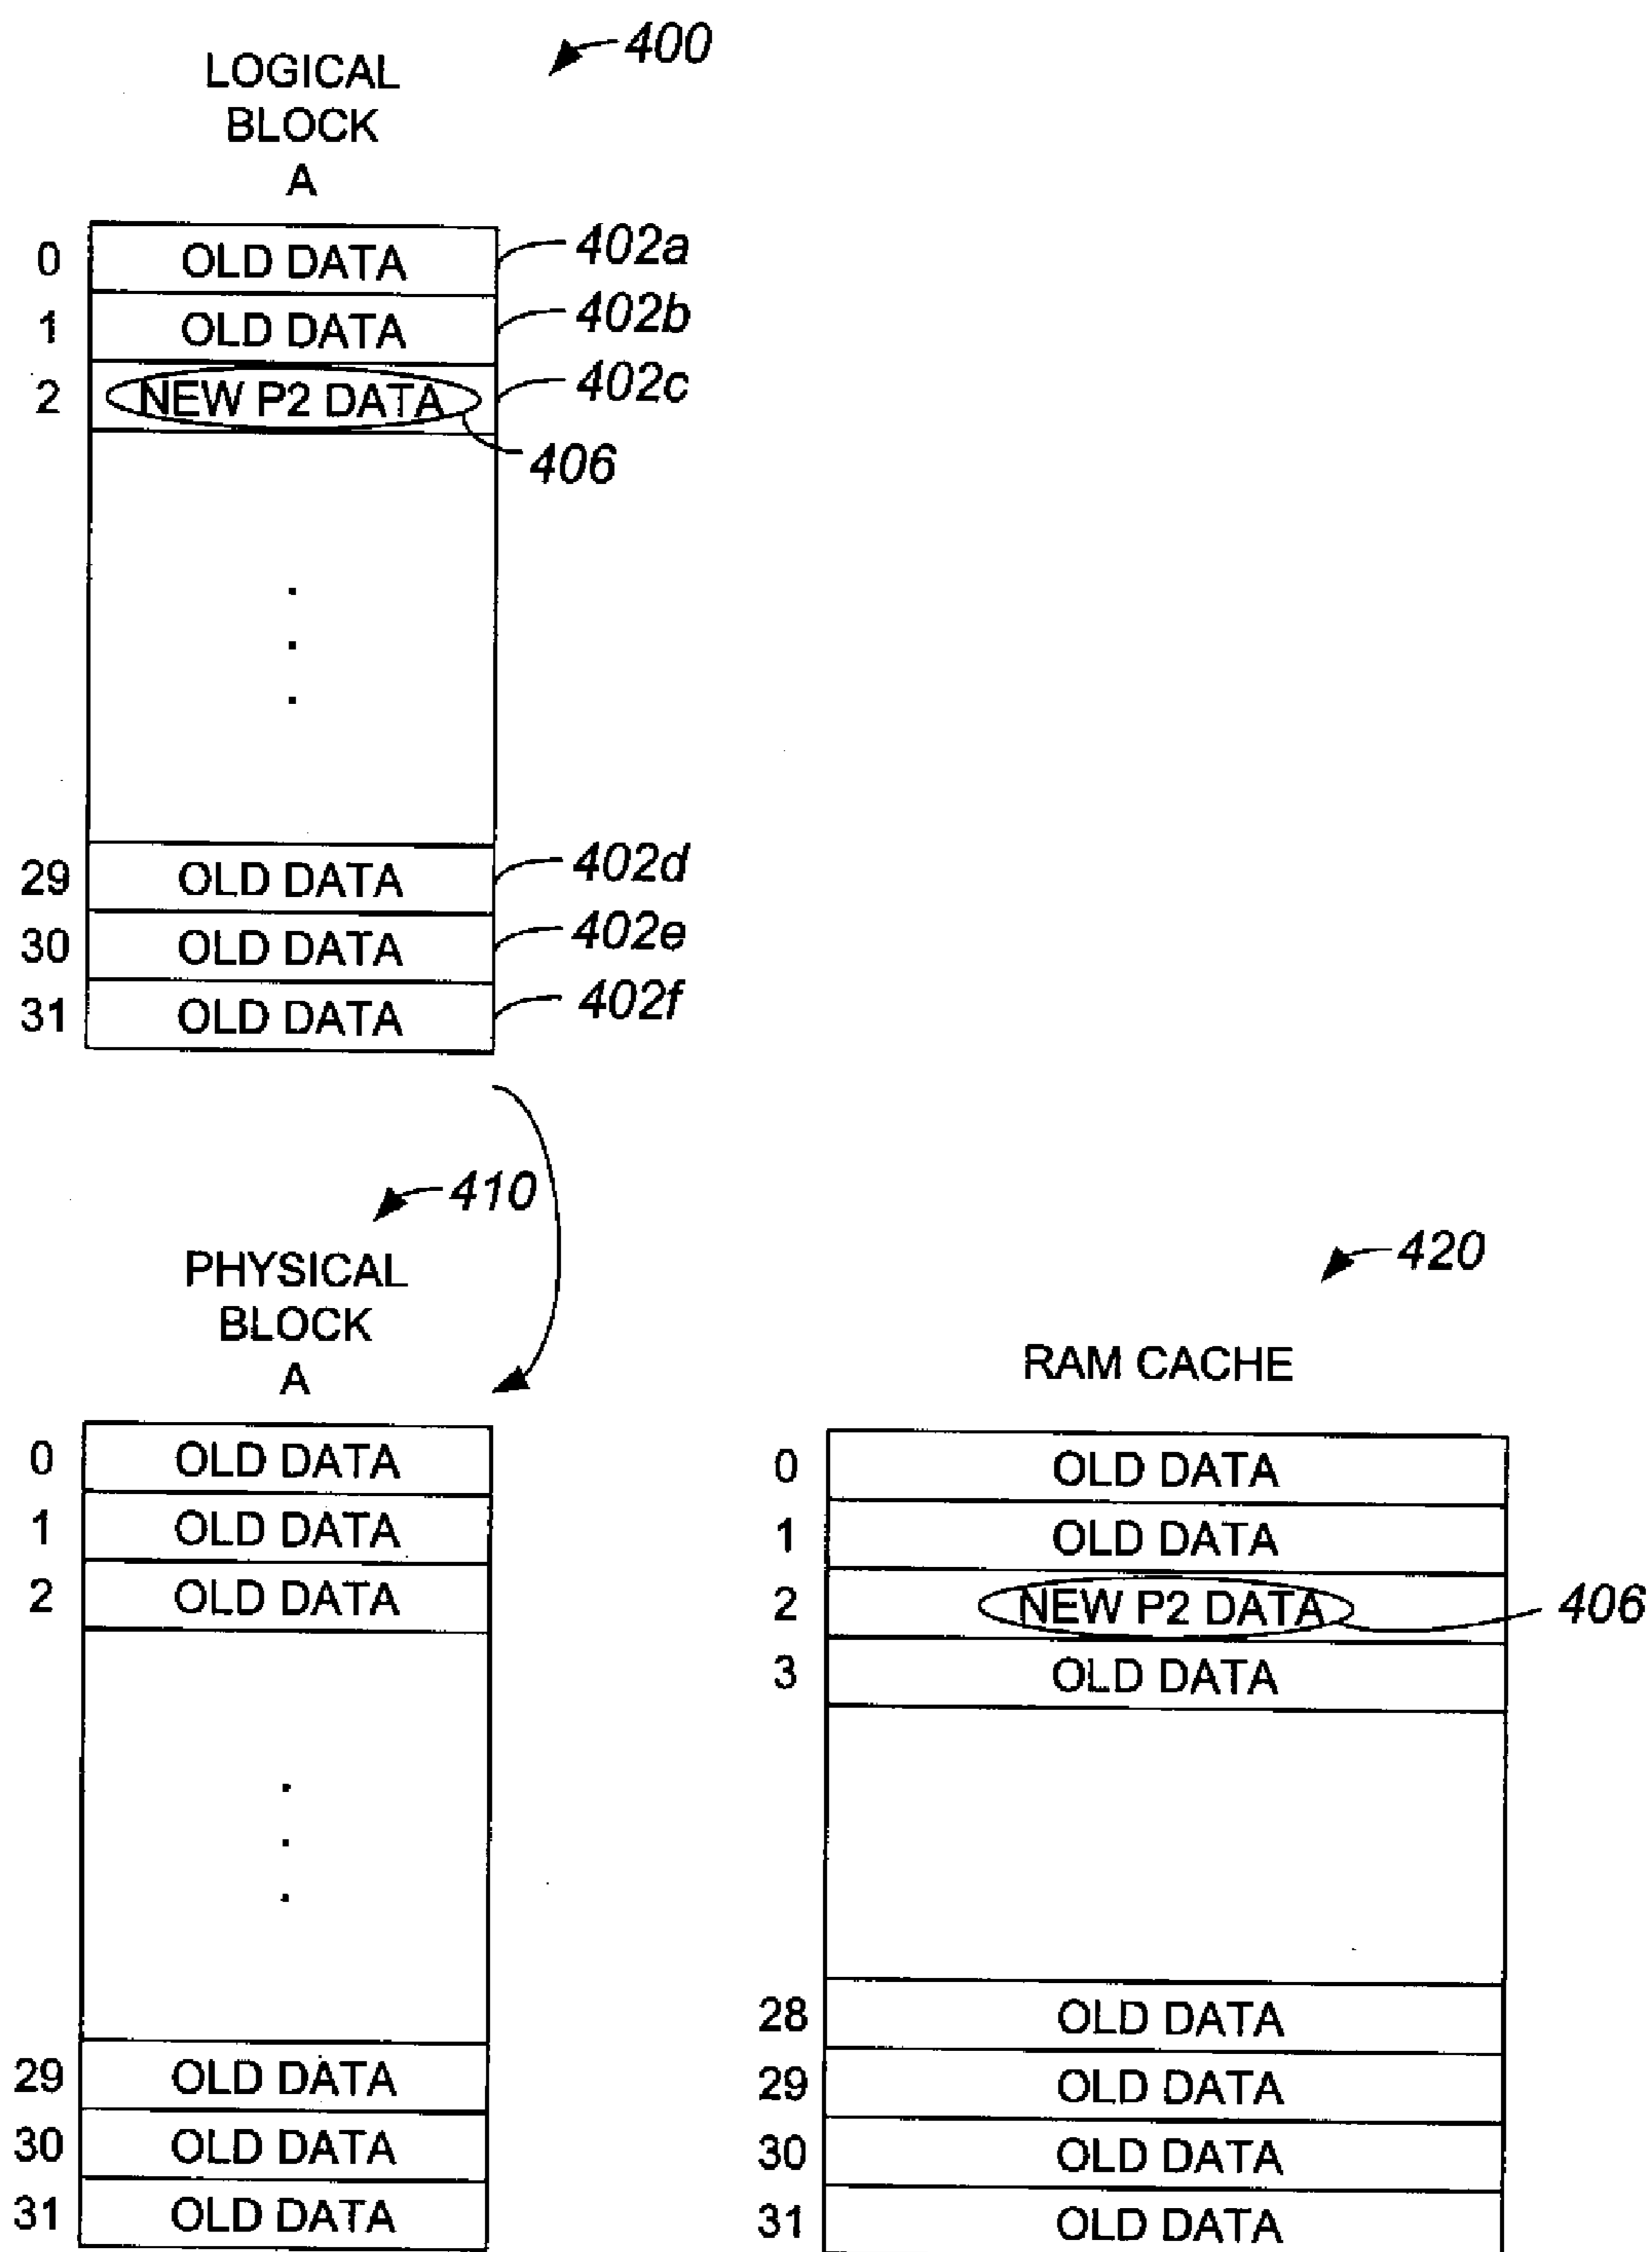 400
LOGICAL
BLOCK
A
0 OLD DATA 402a
1 OLD DATA 402b
2 NEW P2 DATA 402c
406
.
.
.
29 OLD DATA 402d
30 OLD DATA 402e
31 OLD DATA 402f
410
PHYSICAL
BLOCK
A
0 OLD DATA
1 OLD DATA
2 OLD DATA
.
.
.
29 OLD DATA
30 OLD DATA
31 OLD DATA
420
RAM CACHE
0 OLD DATA
1 OLD DATA
2 NEW P2 DATA 406
3 OLD DATA
28 OLD DATA
29 OLD DATA
30 OLD DATA
31 OLD DATA